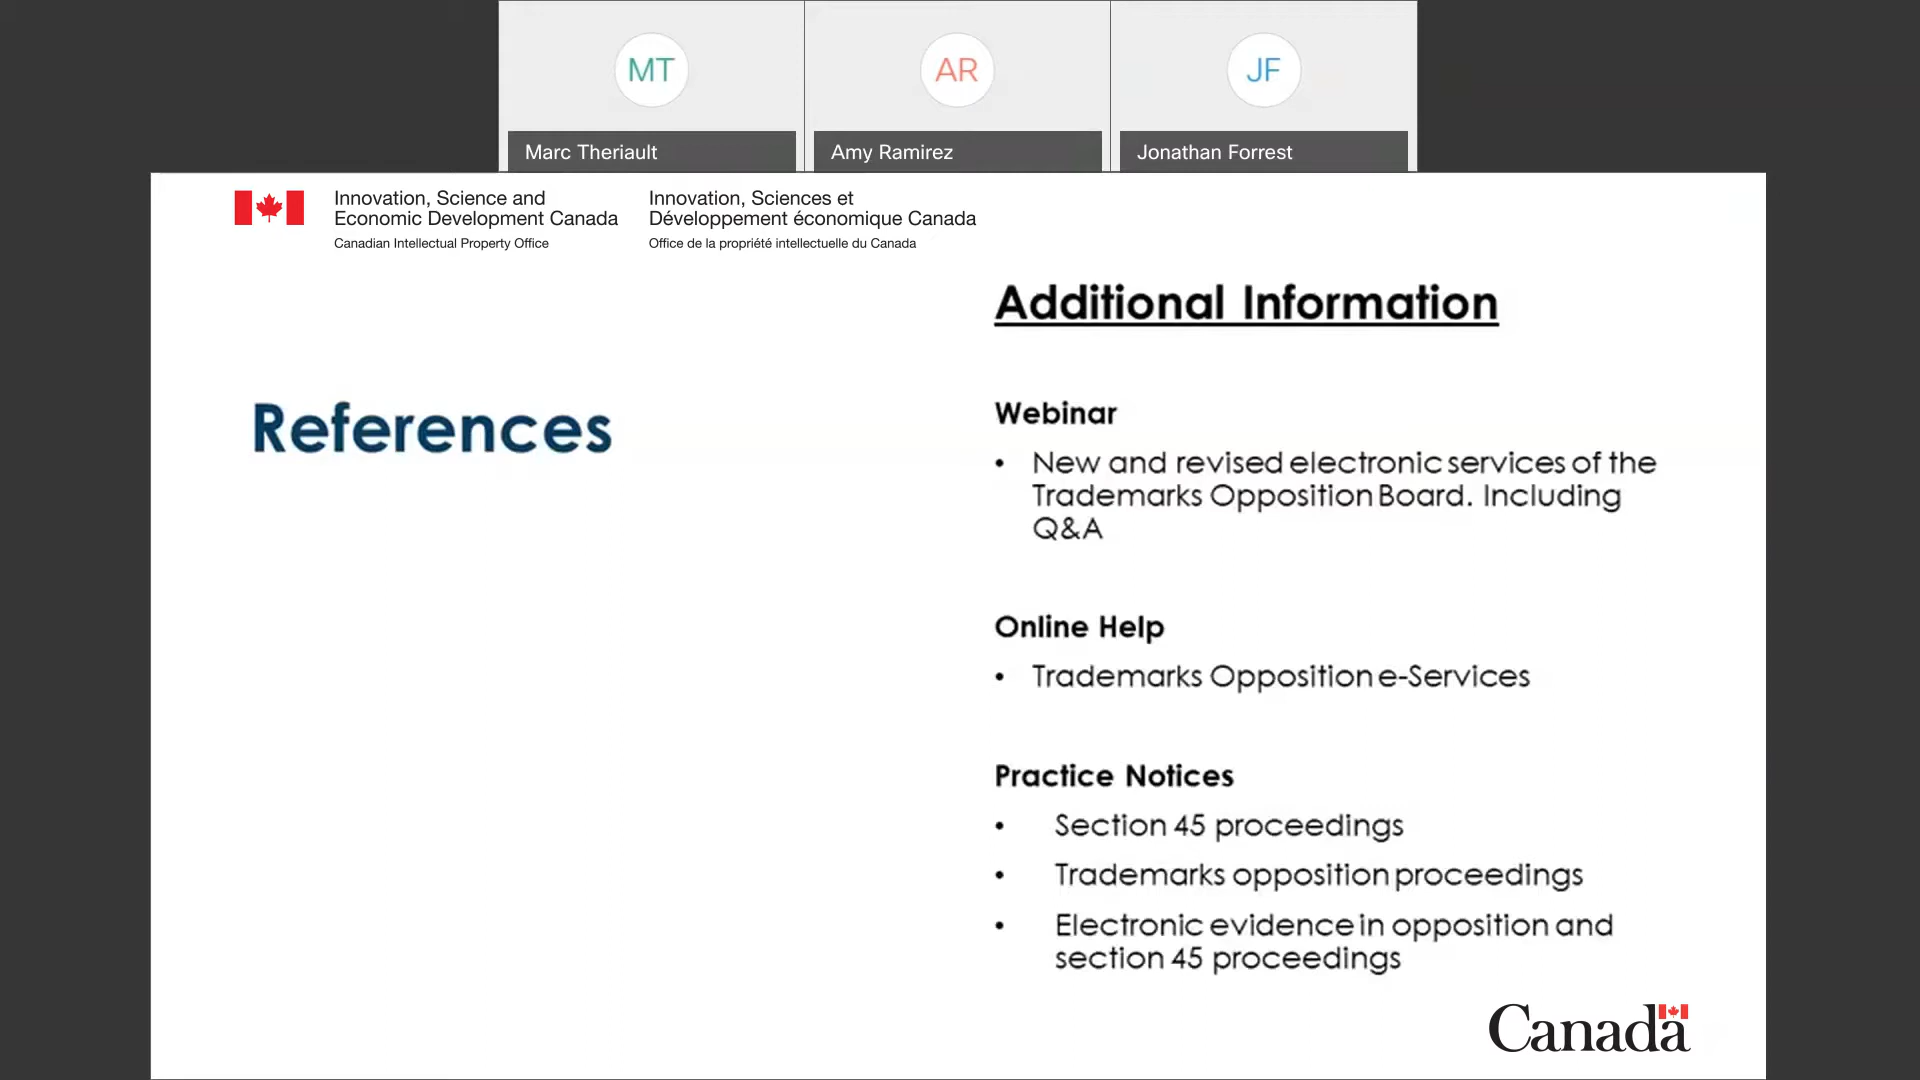 MT
AR
JF
Marc Theriault
Amy Ramirez
Jonathan Forrest
Innovation, Science and
Economic Development Canada
Canadian Intellectual Property Office
Innovation, Sciences et
Développement économique Canada
Office de la propriété intellectuelle du Canada
References
Additional Information
Webinar
• New and revised electronic services of the
Trademarks Opposition Board. Including
Q&A
Online Help
• Trademarks Opposition e-Services
Practice Notices
• Section 45 proceedings
• Trademarks opposition proceedings
• Electronic evidence in opposition and
section 45 proceedings
Canada